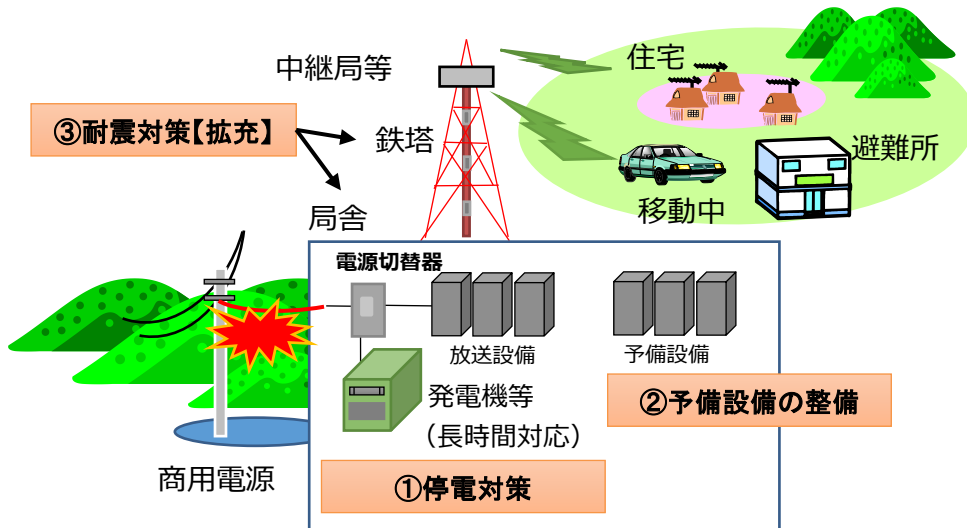 中継局等
住宅
③耐震対策【拡充】
鉄塔
避難所
移動中
局舎
電源切替器
放送設備
予備設備
発電機等
（長時間対応）
②予備設備の整備
商用電源
①停電対策